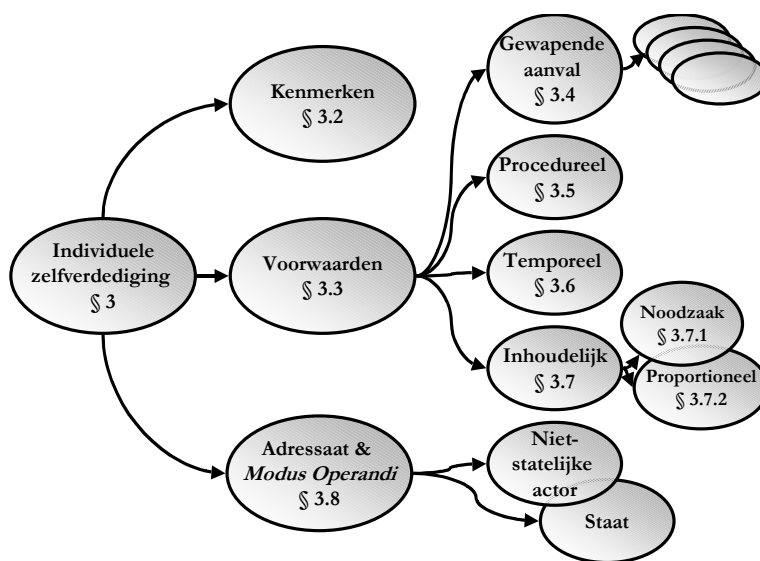 Individuele
zelfverdediging
§ 3
Kenmerken
§ 3.2
Voorwaarden
§ 3.3
Adressaat &
Modus Operandi
§ 3.8
Gewapende
aanval
§ 3.4
Procedureel
§ 3.5
Temporeel
§ 3.6
Inhoudelijk
§ 3.7
Noodzaak
§ 3.7.1
Proportioneel
§ 3.7.2
Niet-
statelijke
actor
Staat